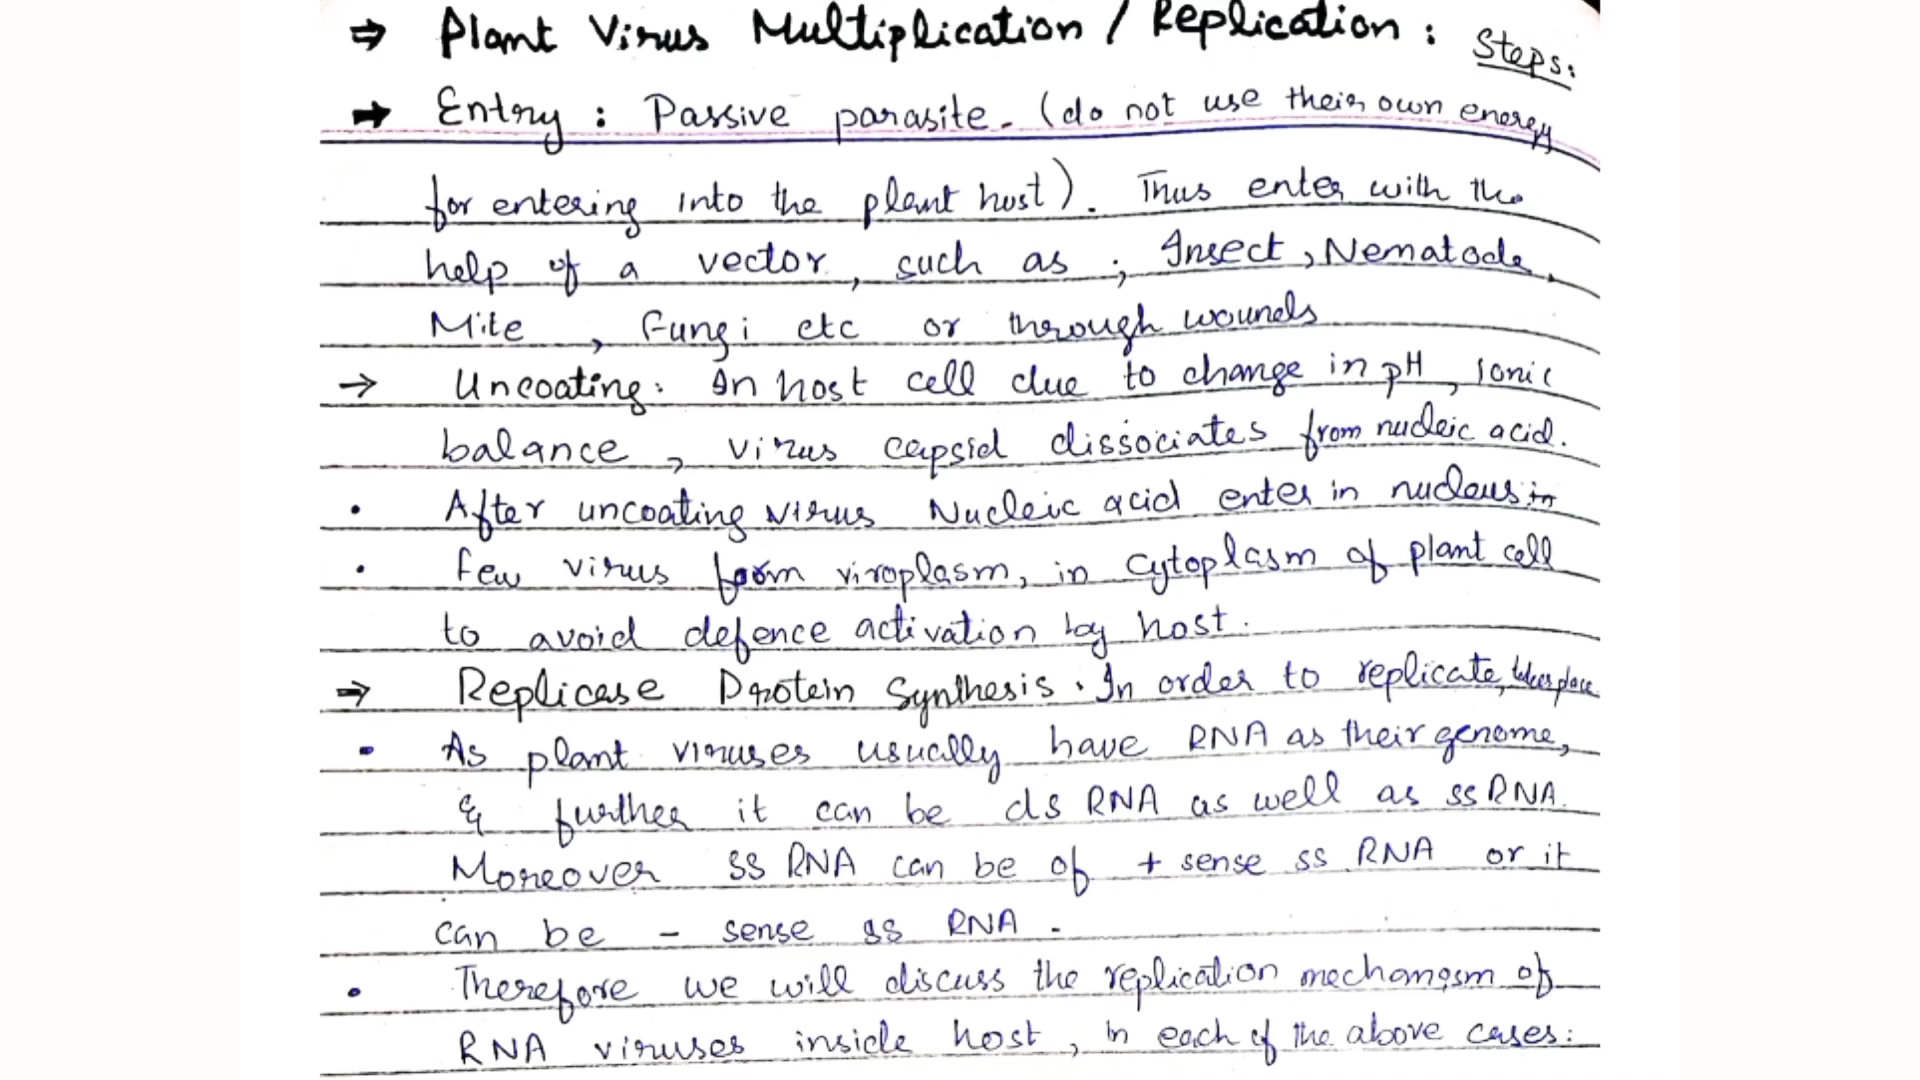 ⇒ Plant Virus Multiplication / Replication : Steps:
→ Entry : Passive parasite. (do not use their own energy
for entering into the plant host). Thus enter with the
help of a vector, such as ; Insect, Nematode,
Mite, Fungi etc or through wounds
→ Uncoating: In host cell due to change in pH, ionic
balance, virus capsid dissociates from nucleic acid.
• After uncoating virus Nucleic acid enter in nucleus in
• few virus form viroplasm, in cytoplasm of plant cell
to avoid defence activation by host.
⇒ Replicase Protein Synthesis: In order to replicate, takes place
• As plant viruses usually have RNA as their genome,
& further it can be ds RNA as well as ss RNA.
Moreover ss RNA can be of + sense ss RNA or it
can be - sense ss RNA.
• Therefore we will discuss the replication mechanism of
RNA viruses inside host, in each of the above cases: